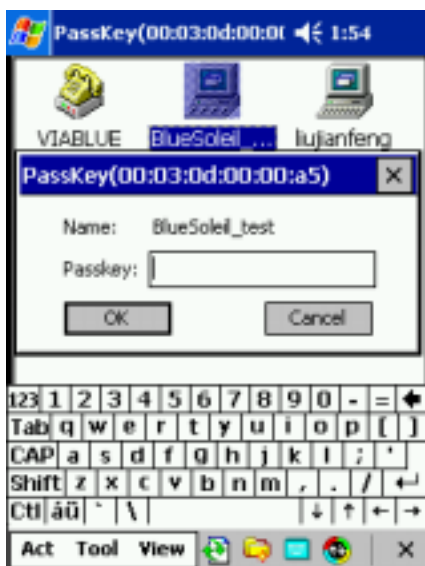 PassKey(00:03:0d:00:0( 1:54
VIABLUE BlueSoleil_... liujianfeng
PassKey(00:03:0d:00:00:a5)
Name: BlueSoleil_test
Passkey:
OK Cancel
123 1 2 3 4 5 6 7 8 9 0 - =
Tab q w e r t y u i o p [ ]
CAP a s d f g h j k l ; '
Shift z x c v b n m , . /
Ctl áü ` \
Act Tool View